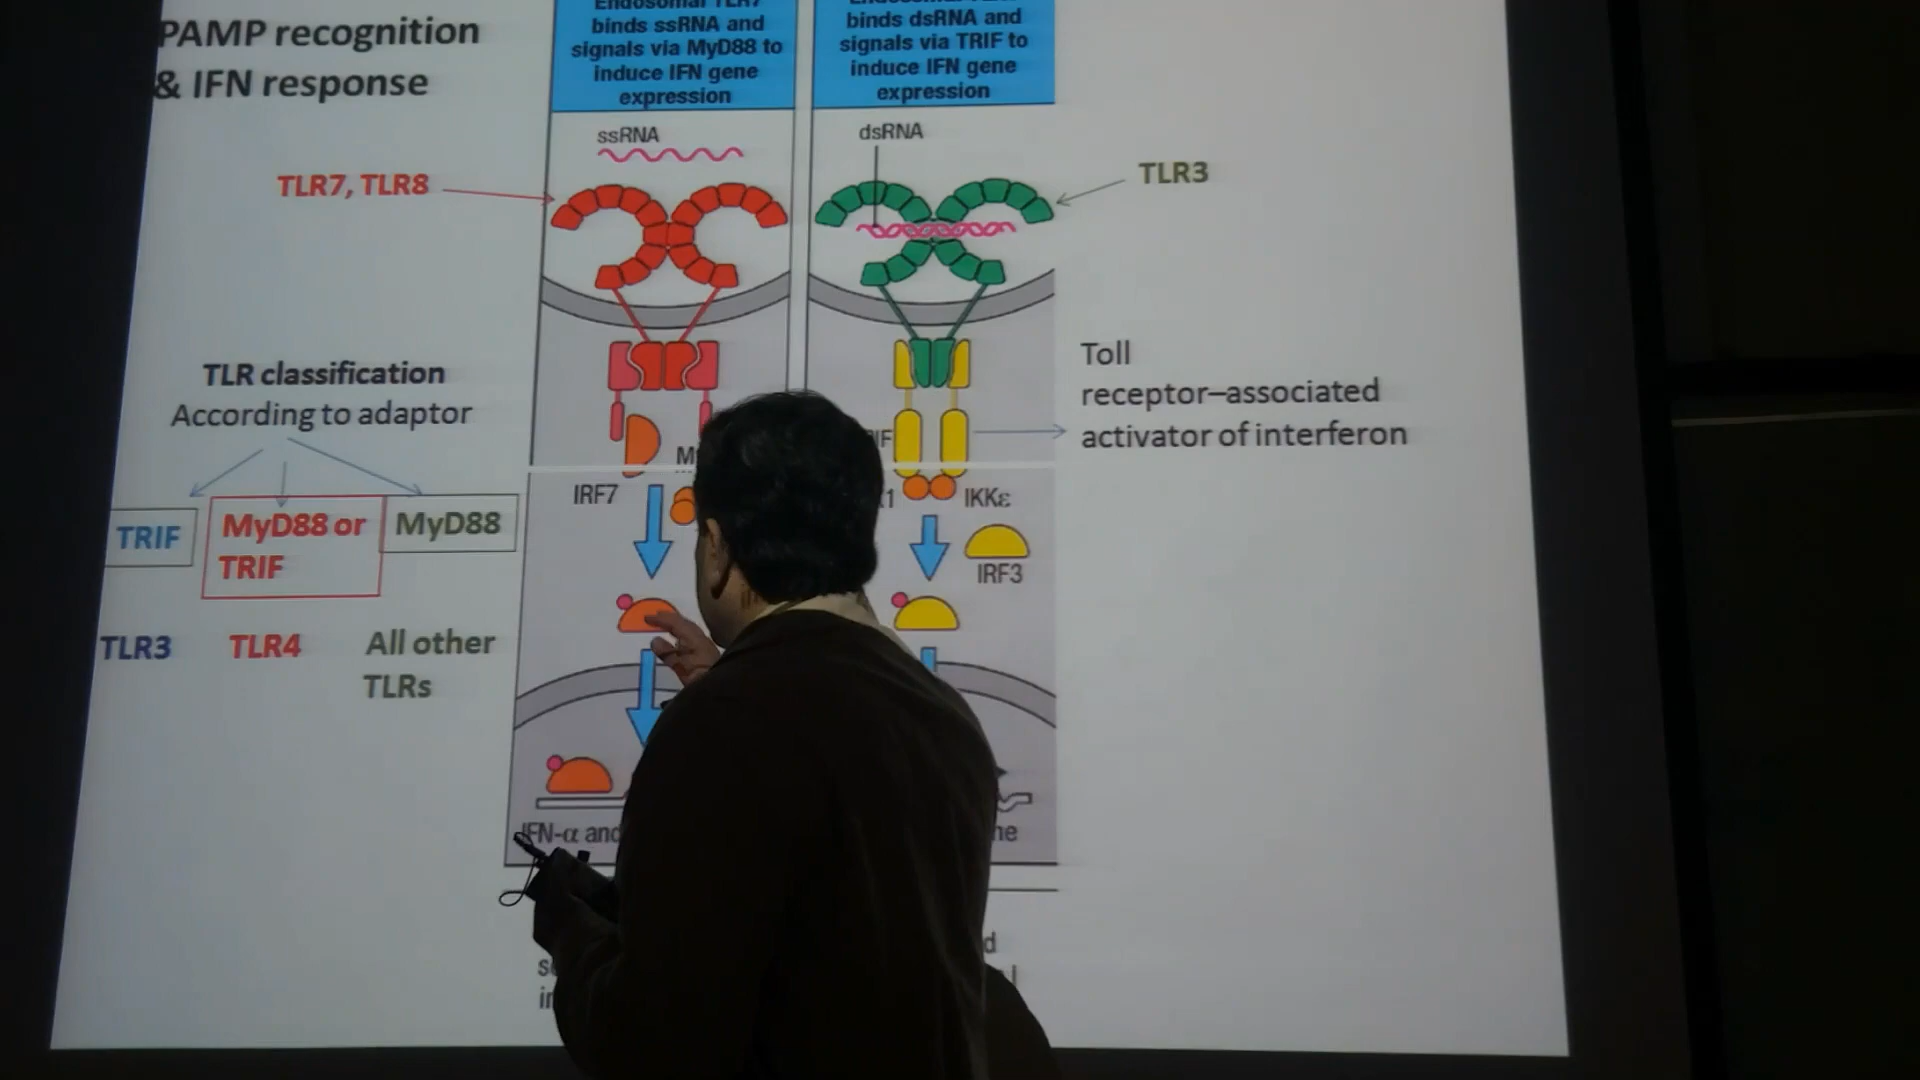 PAMP recognition
& IFN response
binds ssRNA and
signals via MyD88 to
induce IFN gene
expression
binds dsRNA and
signals via TRIF to
induce IFN gene
expression
ssRNA
dsRNA
TLR7, TLR8
TLR3
TLR classification
According to adaptor
Toll
receptor–associated
activator of interferon
IRF7
IKKε
IRF3
TRIF
MyD88 or
TRIF
MyD88
TLR3
TLR4
All other
TLRs
IFN-α and